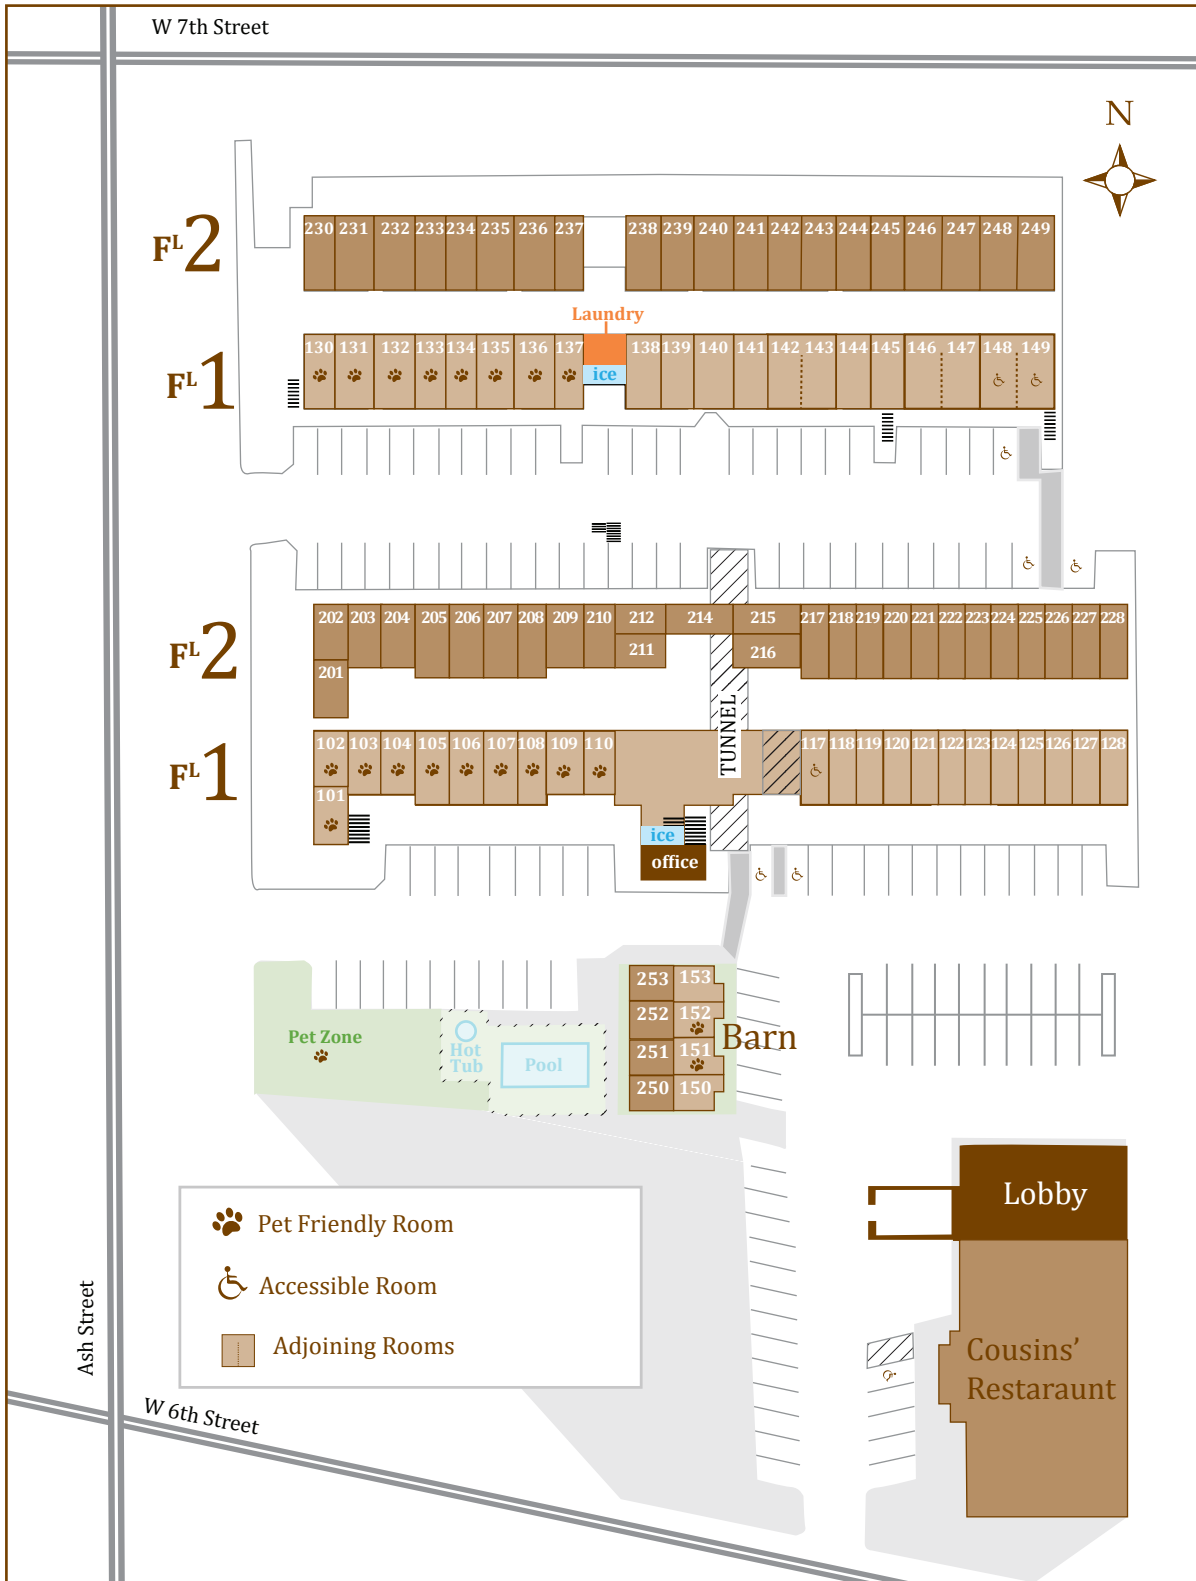 W 7th Street
N
FL2
230 231 232 233 234 235 236 237 238 239 240 241 242 243 244 245 246 247 248 249
Laundry
FL1
130 131 132 133 134 135 136 137 138 139 140 141 142 143 144 145 146 147 148 149
ice
FL2
202 203 204 205 206 207 208 209 210 212 214 215 217 218 219 220 221 222 223 224 225 226 227 228
211 216
201
TUNNEL
FL1
102 103 104 105 106 107 108 109 110 117 118 119 120 121 122 123 124 125 126 127 128
101
ice
office
253 153
252 152
251 151
250 150
Barn
Pet Zone
Hot
Tub
Pool
Lobby
Pet Friendly Room
Accessible Room
Adjoining Rooms
Cousins'
Restaraunt
Ash Street
W 6th Street